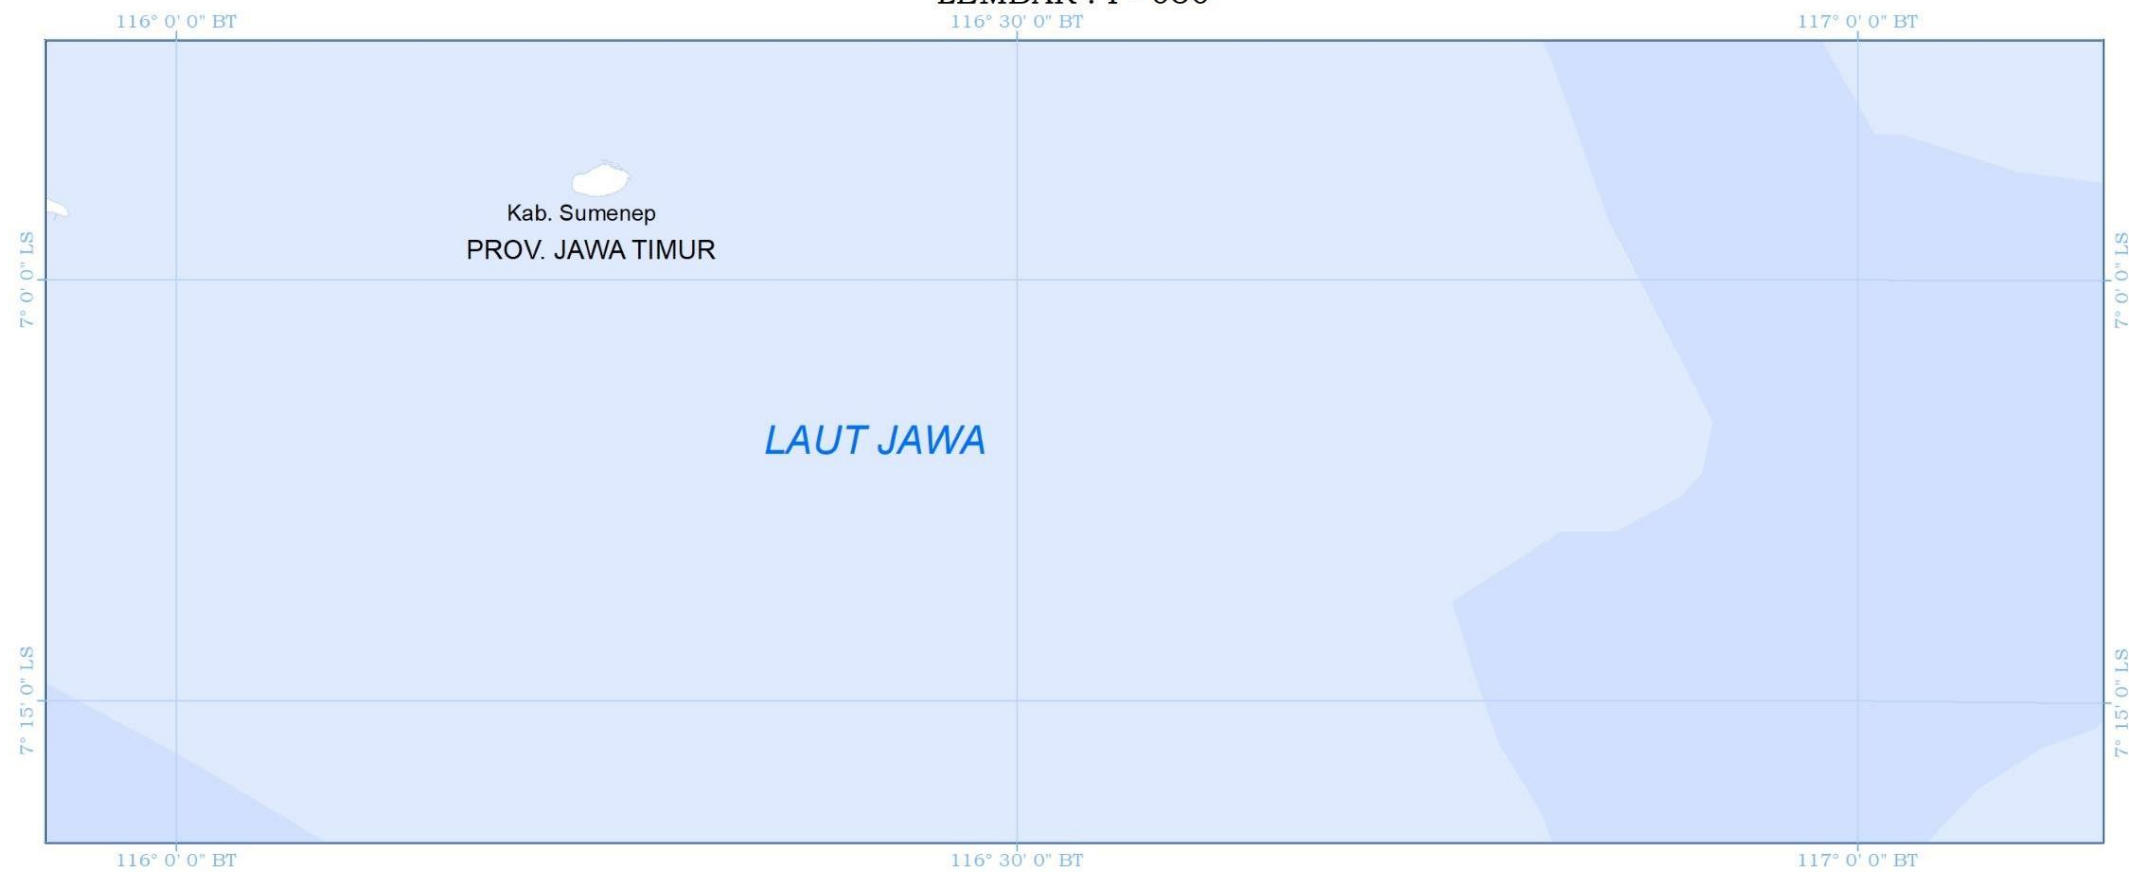 116° 0' 0" BT
116° 30' 0" BT
117° 0' 0" BT
Kab. Sumenep
PROV. JAWA TIMUR
7° 0' 0" LS
7° 0' 0" LS
LAUT JAWA
7° 15' 0" LS
7° 15' 0" LS
116° 0' 0" BT
116° 30' 0" BT
117° 0' 0" BT